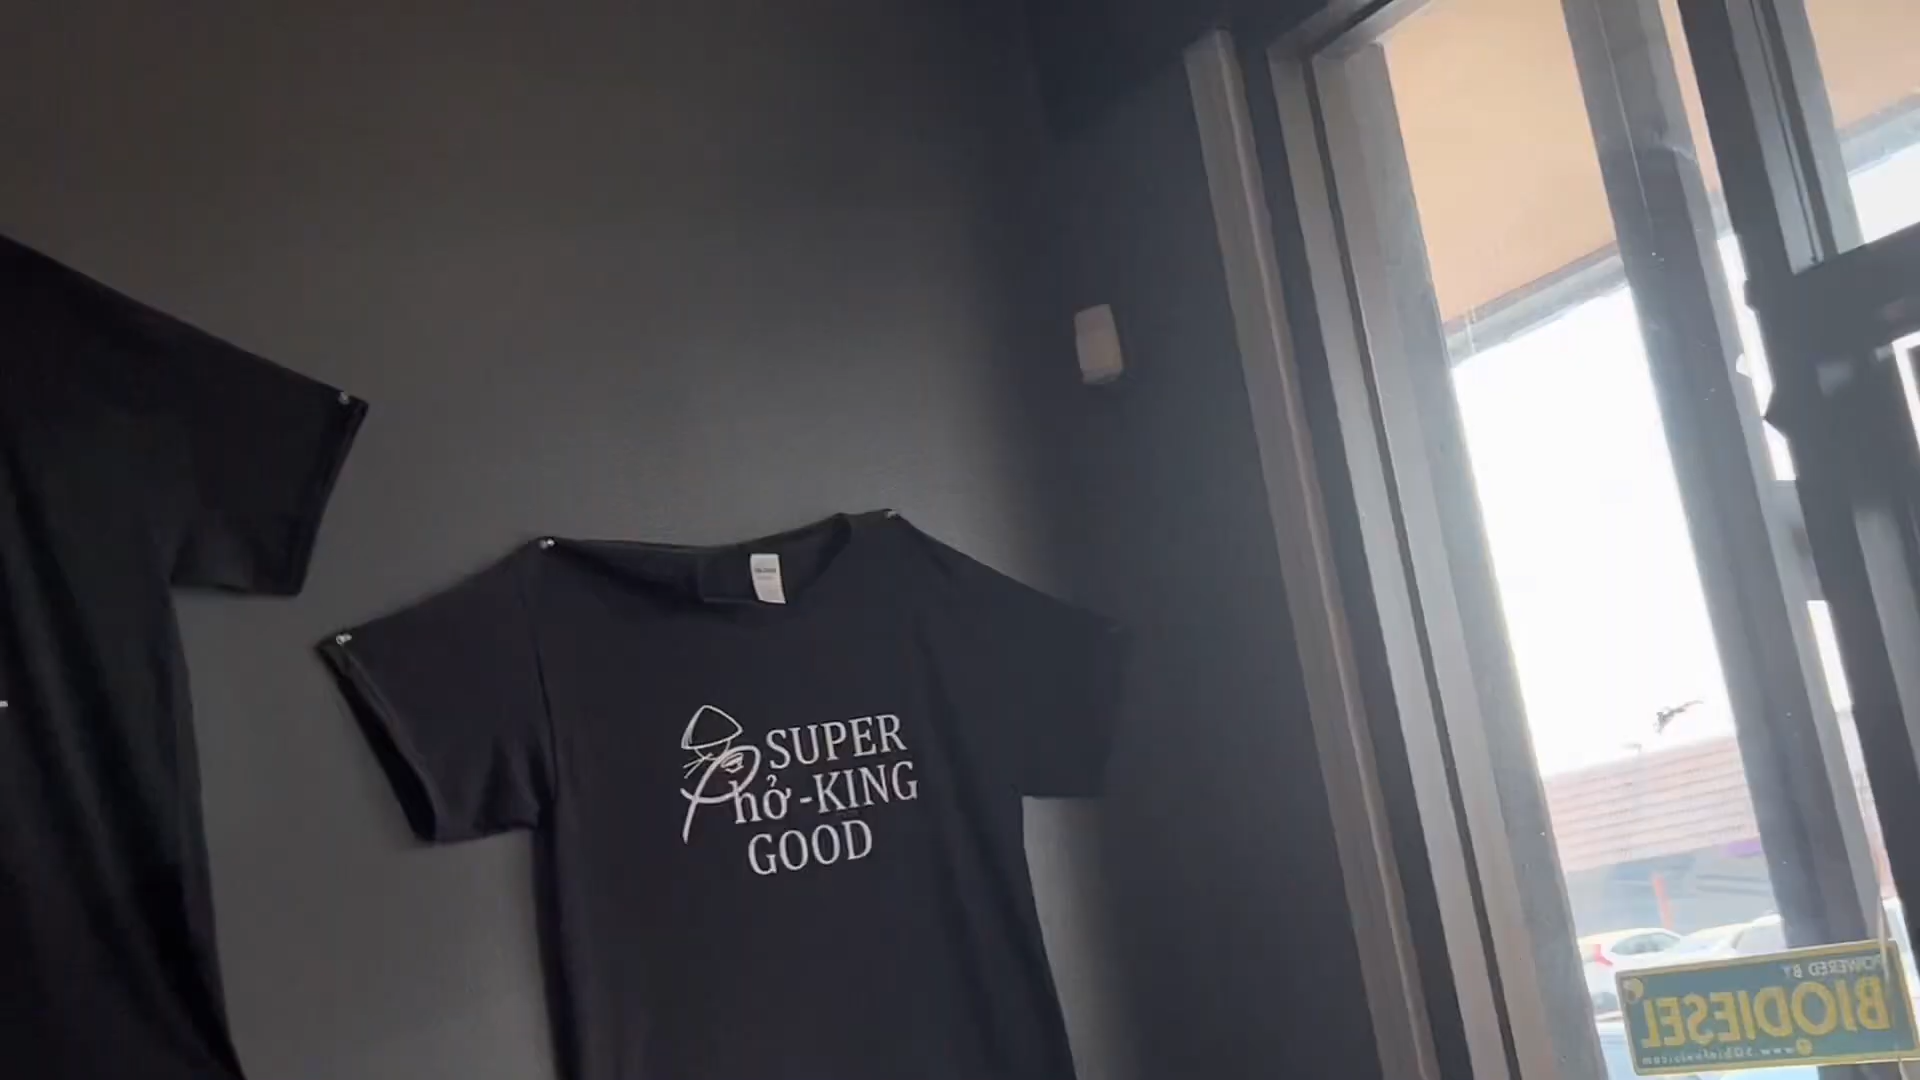 SUPER
Phở-KING
GOOD
POWERED BY
BIODIESEL